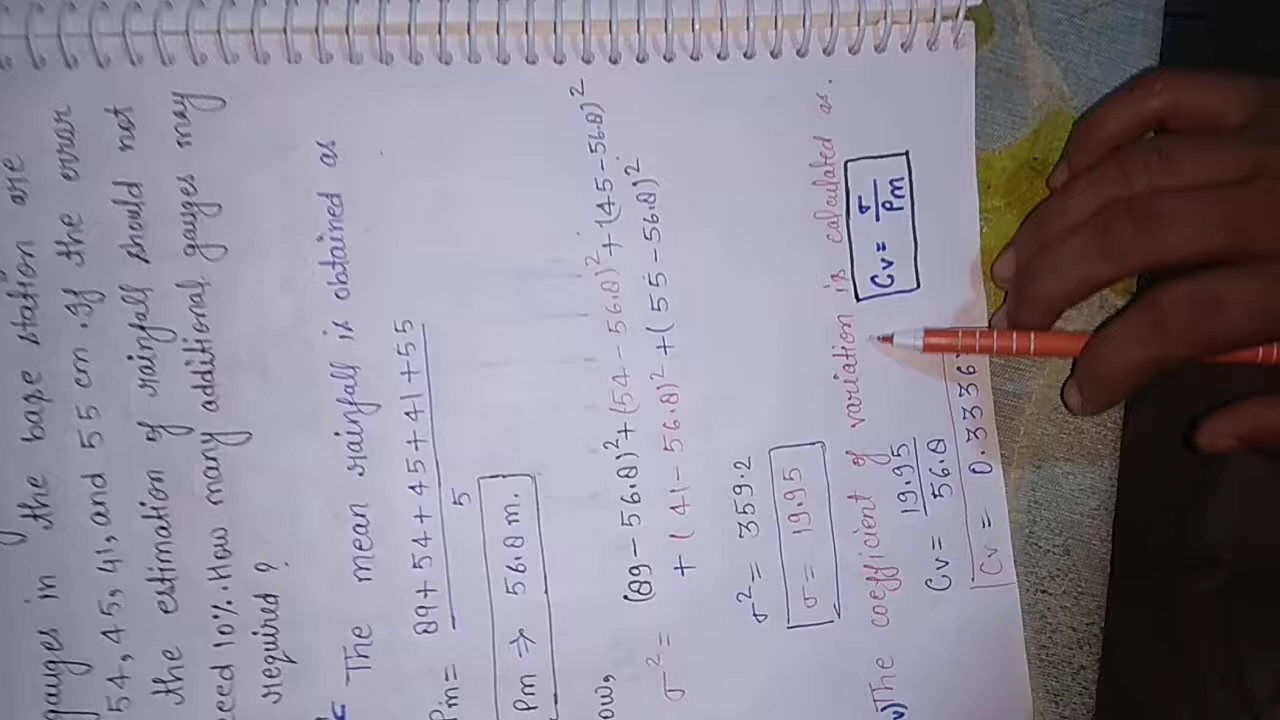 gauges in the base station are
54, 45, 41, and 55 cm. If the error
the estimation of rainfall should not
ceed 10%. How many additional gauges may
required ?
The mean rainfall is obtained as
Pm = 89 + 54 + 45 + 41 + 55
5
Pm ⇒ 56.8 m.
ow,
σ² = (89 - 56.8)² + (54 - 56.8)² + (45 - 56.8)²
+ (41 - 56.8)² + (55 - 56.8)²
σ² = 359.2
σ = 19.95
v) The coefficient of variation is calculated as.
Cv = σ
Pm
Cv = 19.95
56.8
Cv = 0.336